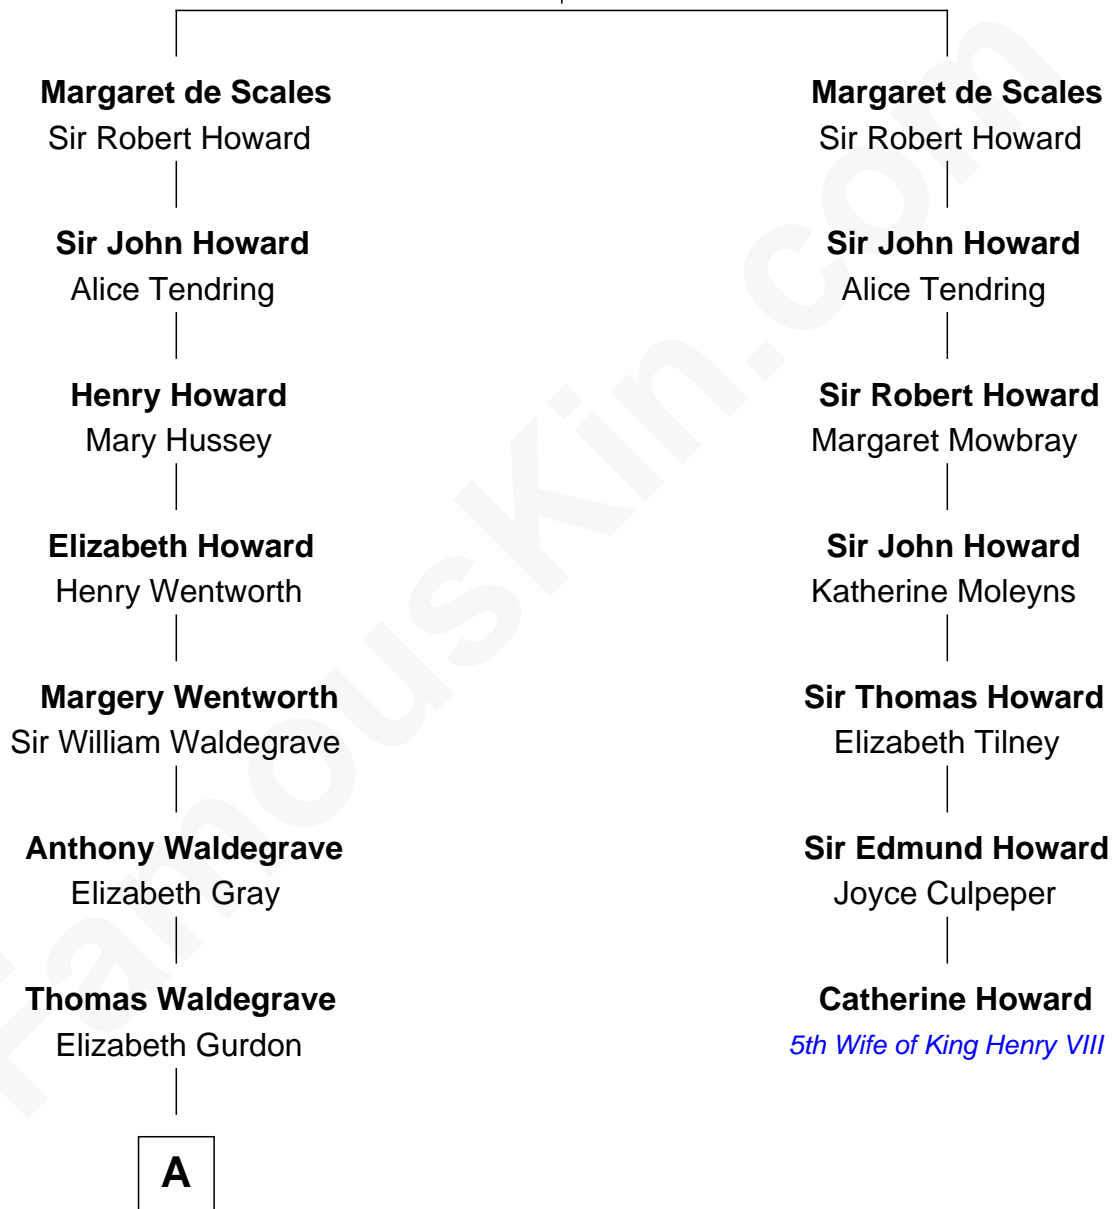 Margaret de Scales
Sir Robert Howard
Sir John Howard
Alice Tendring
Henry Howard
Mary Hussey
Elizabeth Howard
Henry Wentworth
Margery Wentworth
Sir William Waldegrave
Anthony Waldegrave
Elizabeth Gray
Thomas Waldegrave
Elizabeth Gurdon
A
Margaret de Scales
Sir Robert Howard
Sir John Howard
Alice Tendring
Sir Robert Howard
Margaret Mowbray
Sir John Howard
Katherine Moleyns
Sir Thomas Howard
Elizabeth Tilney
Sir Edmund Howard
Joyce Culpeper
Catherine Howard
5th Wife of King Henry VIII
FamousKin.com